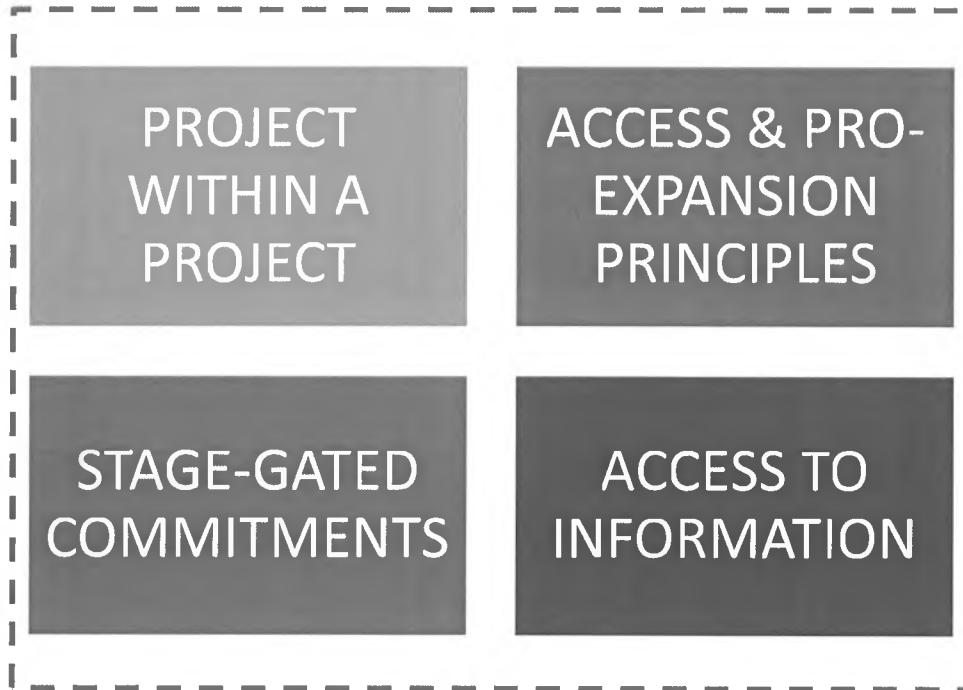 PROJECT
WITHIN A
PROJECT
ACCESS & PRO-
EXPANSION
PRINCIPLES
STAGE-GATED
COMMITMENTS
ACCESS TO
INFORMATION